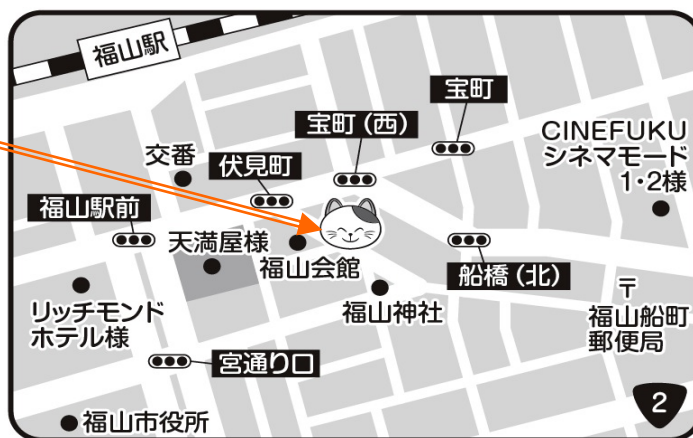 福山駅
宝町
宝町（西）
CINEFUKU
シネマモード
1・2様
交番
伏見町
福山駅前
天満屋様
福山会館
船橋（北）
リッチモンド
ホテル様
福山神社
〒
福山船町
郵便局
宮通り口
2
福山市役所